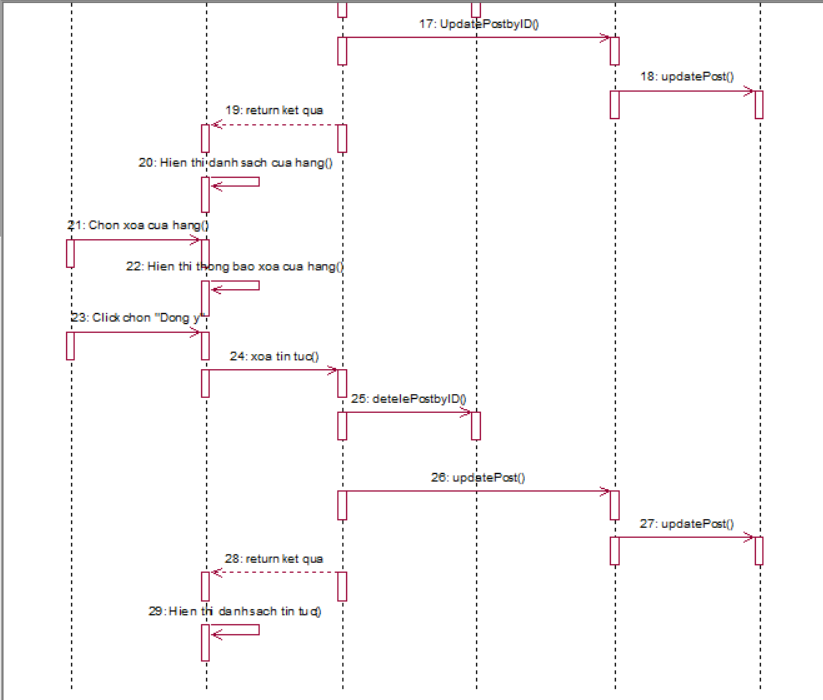 17: UpdatePostbyID()
18: updatePost()
19: return ket qua
20: Hien thi danh sach cua hang()
21: Chon xoa cua hang()
22: Hien thi thong bao xoa cua hang()
23: Click chon "Dong y"
24: xoa tin tuc()
25: detelePostbyID()
26: updatePost()
27: updatePost()
28: return ket qua
29: Hien thi danh sach tin tuc()